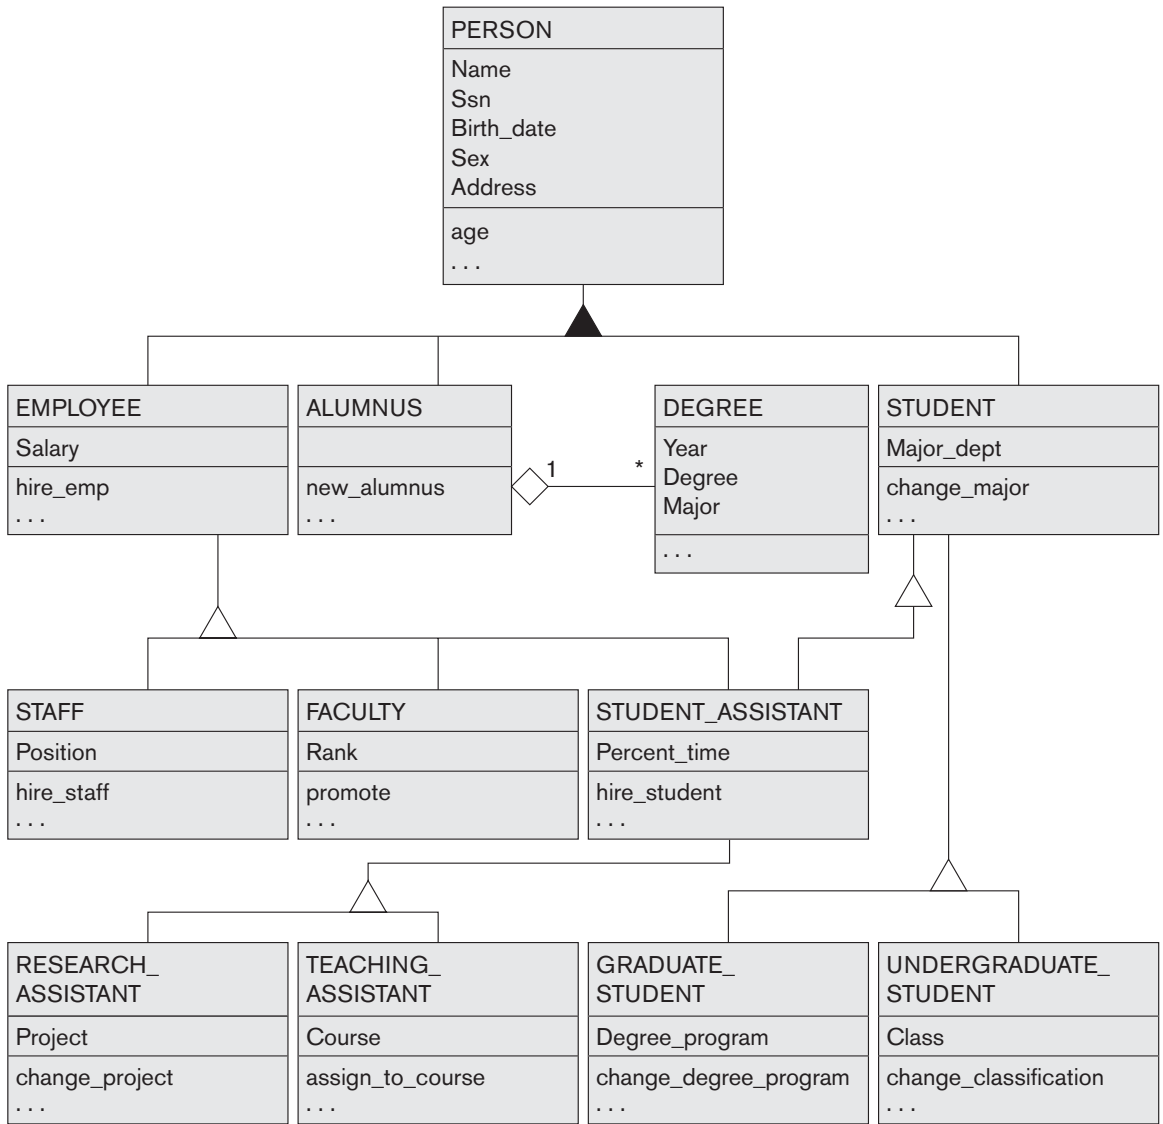 PERSON
Name
Ssn
Birth_date
Sex
Address
age
. . .
EMPLOYEE
Salary
hire_emp
. . .
ALUMNUS
new_alumnus
. . .
1
*
DEGREE
Year
Degree
Major
. . .
STUDENT
Major_dept
change_major
. . .
STAFF
Position
hire_staff
. . .
FACULTY
Rank
promote
. . .
STUDENT_ASSISTANT
Percent_time
hire_student
. . .
RESEARCH_
ASSISTANT
Project
change_project
. . .
TEACHING_
ASSISTANT
Course
assign_to_course
. . .
GRADUATE_
STUDENT
Degree_program
change_degree_program
. . .
UNDERGRADUATE_
STUDENT
Class
change_classification
. . .